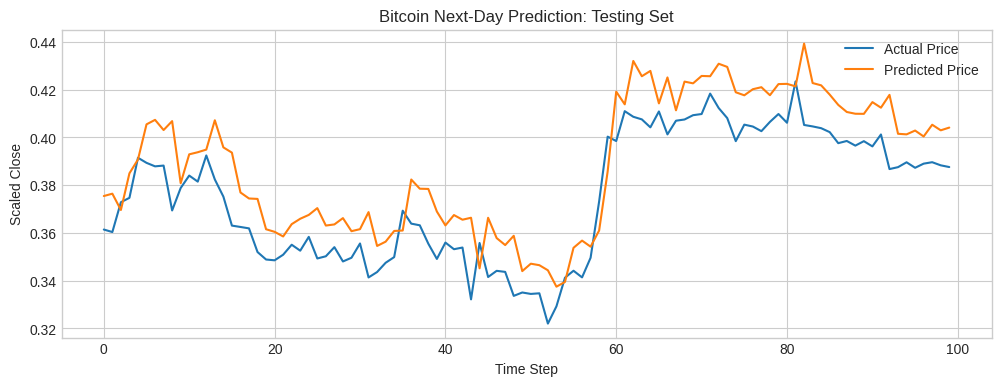 Bitcoin Next-Day Prediction: Testing Set
Actual Price
Predicted Price
Scaled Close
0.44
0.42
0.40
0.38
0.36
0.34
0.32
0 20 40 60 80 100
Time Step